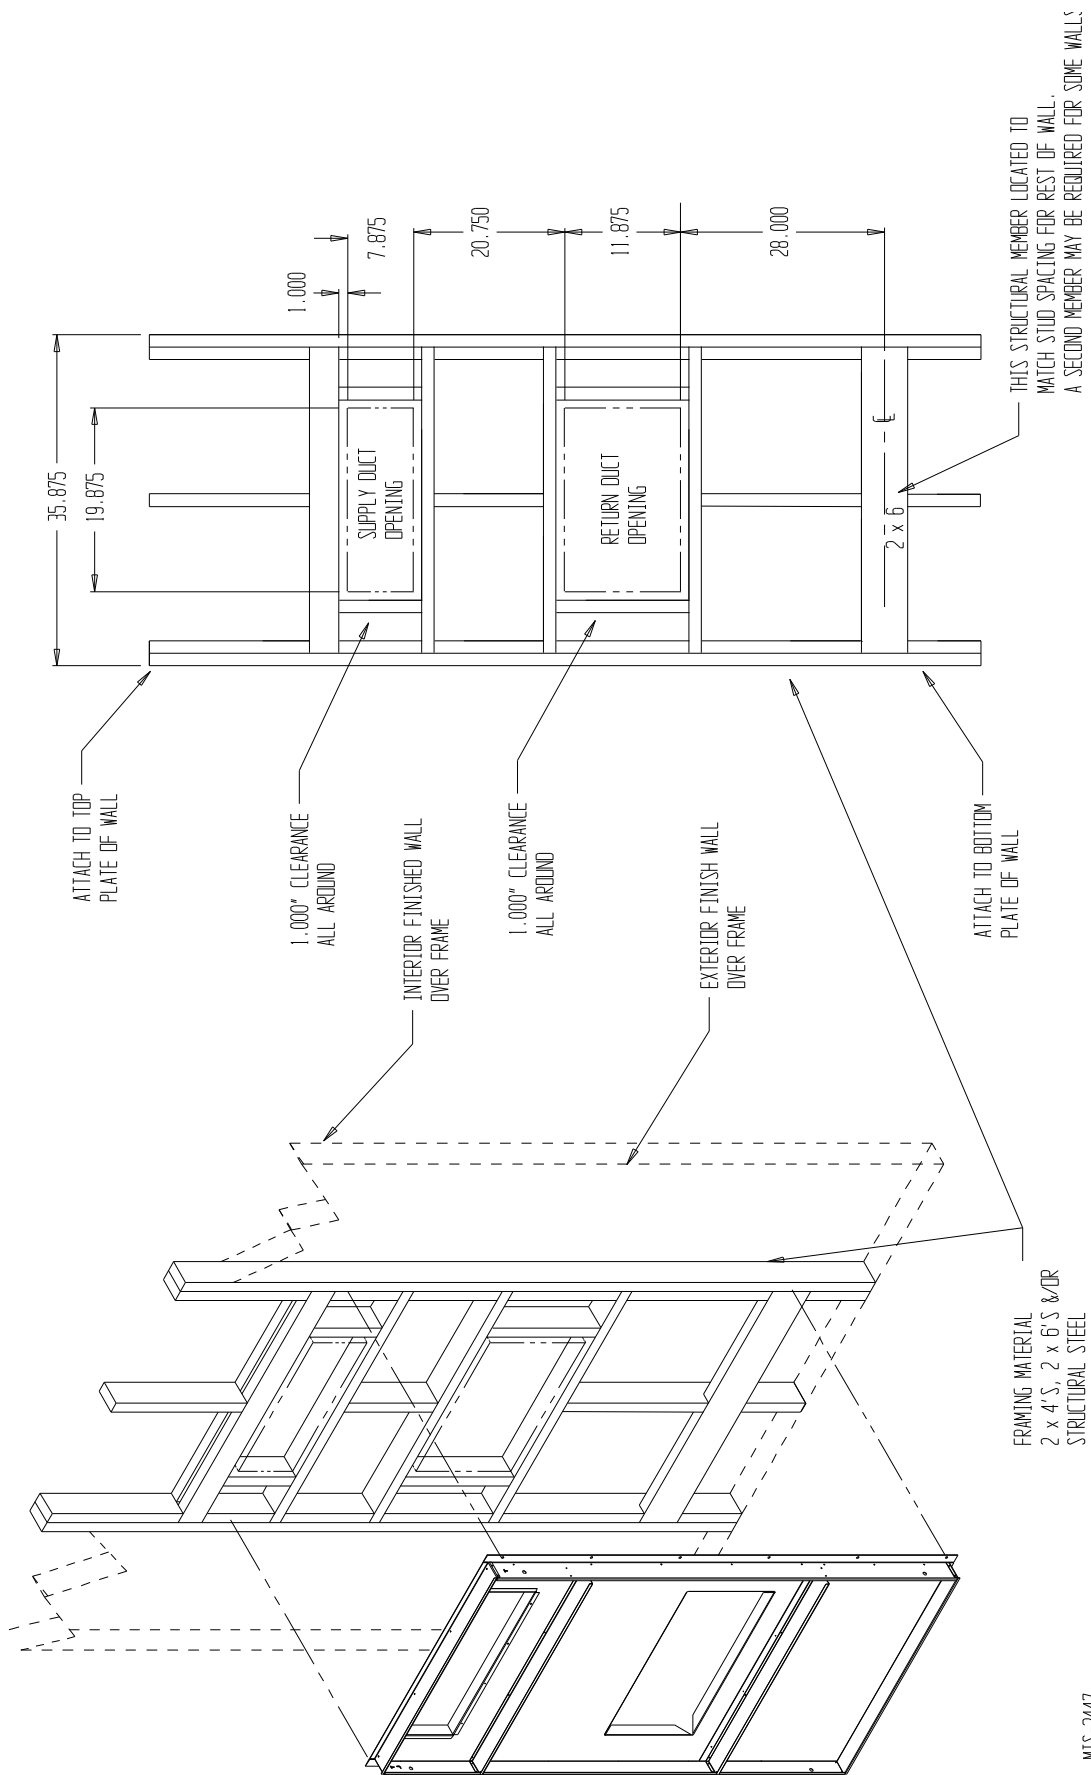 35.875
19.875
1.000
7.875
20.750
11.875
28.000
SUPPLY DUCT
OPENING
RETURN DUCT
OPENING
2 x 6
THIS STRUCTURAL MEMBER LOCATED TO
MATCH STUD SPACING FOR REST OF WALL.
A SECOND MEMBER MAY BE REQUIRED FOR SOME WALLS
ATTACH TO TOP
PLATE OF WALL
1.000" CLEARANCE
ALL AROUND
INTERIOR FINISHED WALL
OVER FRAME
1.000" CLEARANCE
ALL AROUND
EXTERIOR FINISH WALL
OVER FRAME
ATTACH TO BOTTOM
PLATE OF WALL
FRAMING MATERIAL
2 x 4'S, 2 x 6'S &/OR
STRUCTURAL STEEL
MIS-2447